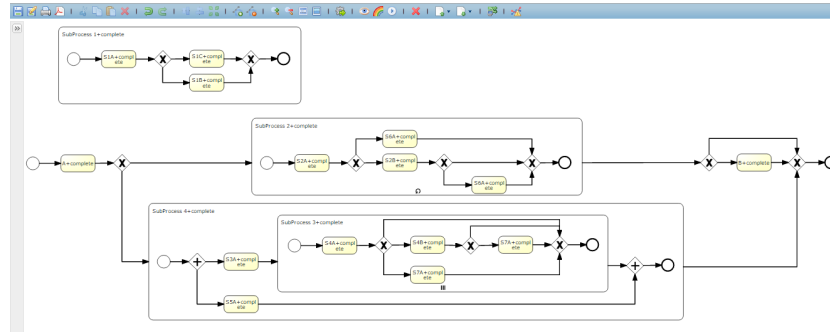 SubProcess 1+complete
S1A+compl
ete
S1C+compl
ete
S1B+compl
ete
SubProcess 2+complete
S6A+compl
ete
A+complete
S2A+compl
ete
S2B+compl
ete
S6A+compl
ete
B+complete
SubProcess 4+complete
SubProcess 3+complete
S3A+compl
ete
S4A+compl
ete
S4B+compl
ete
S7A+compl
ete
S7A+compl
ete
S5A+compl
ete